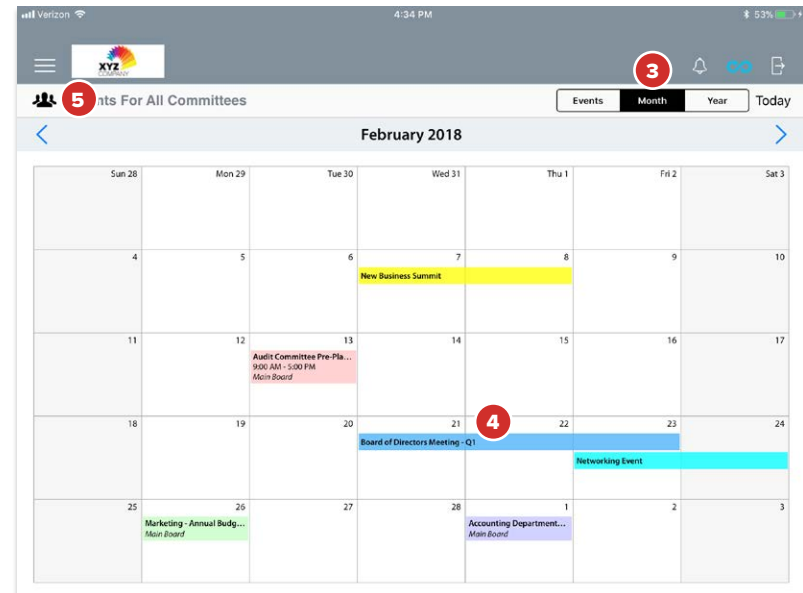 Verizon 4:34 PM 53%
XYZ
COMPANY
3
5 nts For All Committees Events Month Year Today
February 2018
Sun 28 Mon 29 Tue 30 Wed 31 Thu 1 Fri 2 Sat 3
4 5 6 7 8 9 10
New Business Summit
11 12 13 14 15 16 17
Audit Committee Pre-Pla...
9:00 AM - 5:00 PM
Main Board
18 19 20 21 4 22 23 24
Board of Directors Meeting - Q1
Networking Event
25 26 27 28 1 2 3
Marketing - Annual Budg... Accounting Department...
Main Board Main Board